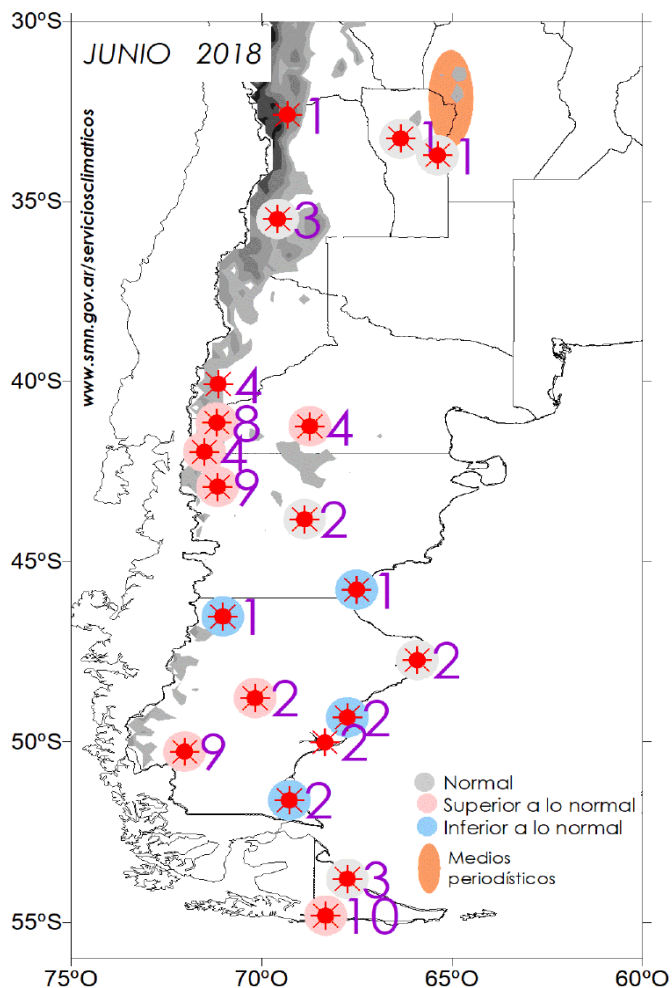 30ºS
JUNIO 2018
1
1
1
35ºS
3
www.smn.gov.ar/serviciosclimaticos
40ºS
4
8
4
4
9
2
45ºS
1
1
2
2
2
50ºS
2
9
Normal
Superior a lo normal
2
Inferior a lo normal
Medios
periodísticos
3
10
55ºS
75ºO 70ºO 65ºO 60ºO